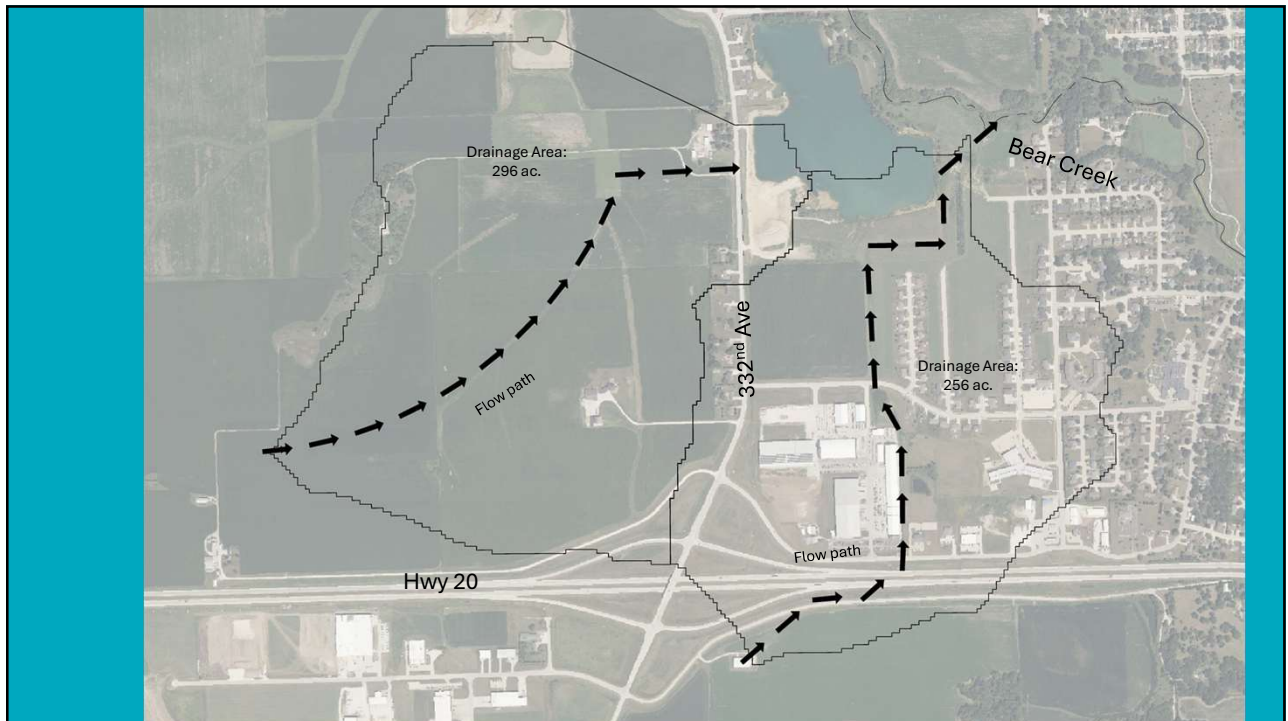 Drainage Area:
296 ac.
Bear Creek
332nd Ave
Drainage Area:
256 ac.
Flow path
Flow path
Hwy 20